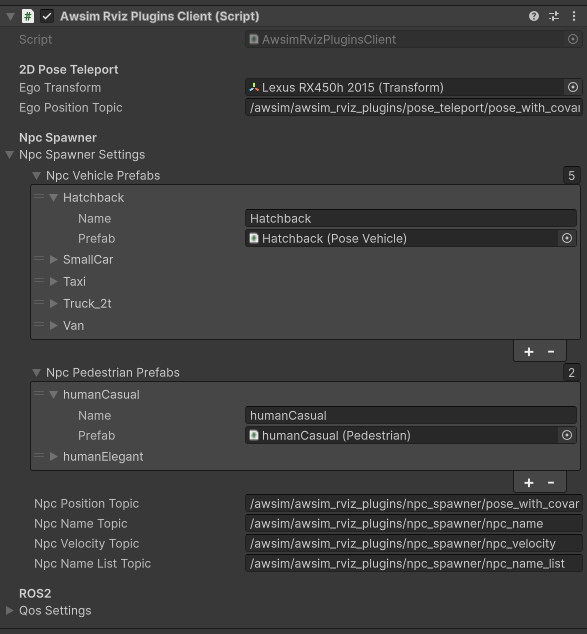 # Awsim Rviz Plugins Client (Script)
Script AwsimRvizPluginsClient
2D Pose Teleport
Ego Transform Lexus RX450h 2015 (Transform)
Ego Position Topic /awsim/awsim_rviz_plugins/pose_teleport/pose_with_covar
Npc Spawner
Npc Spawner Settings
Npc Vehicle Prefabs 5
Hatchback
Name Hatchback
Prefab Hatchback (Pose Vehicle)
SmallCar
Taxi
Truck_2t
Van
+ -
Npc Pedestrian Prefabs 2
humanCasual
Name humanCasual
Prefab humanCasual (Pedestrian)
humanElegant
+ -
Npc Position Topic /awsim/awsim_rviz_plugins/npc_spawner/pose_with_covar
Npc Name Topic /awsim/awsim_rviz_plugins/npc_spawner/npc_name
Npc Velocity Topic /awsim/awsim_rviz_plugins/npc_spawner/npc_velocity
Npc Name List Topic /awsim/awsim_rviz_plugins/npc_spawner/npc_name_list
ROS2
Qos Settings